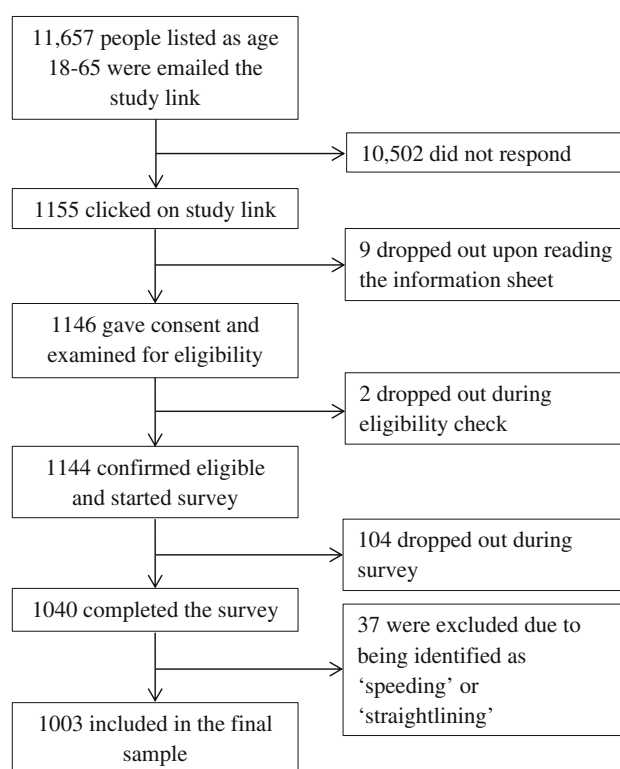 11,657 people listed as age
18-65 were emailed the
study link
10,502 did not respond
1155 clicked on study link
9 dropped out upon reading
the information sheet
1146 gave consent and
examined for eligibility
2 dropped out during
eligibility check
1144 confirmed eligible
and started survey
104 dropped out during
survey
1040 completed the survey
37 were excluded due to
being identified as
‘speeding’ or
‘straightlining’
1003 included in the final
sample